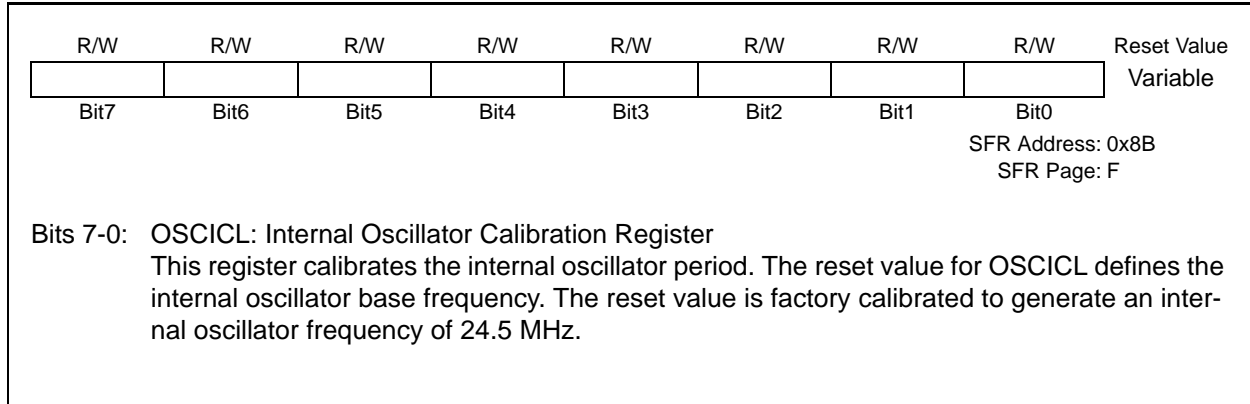 R/W R/W R/W R/W R/W R/W R/W R/W Reset Value
Variable
Bit7 Bit6 Bit5 Bit4 Bit3 Bit2 Bit1 Bit0
SFR Address: 0x8B
SFR Page: F
Bits 7-0: OSCICL: Internal Oscillator Calibration Register
This register calibrates the internal oscillator period. The reset value for OSCICL defines the
internal oscillator base frequency. The reset value is factory calibrated to generate an inter-
nal oscillator frequency of 24.5 MHz.